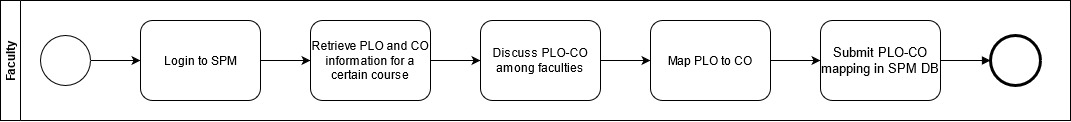 Faculty
Login to SPM
Retrieve PLO and CO
information for a
certain course
Discuss PLO-CO
among faculties
Map PLO to CO
Submit PLO-CO
mapping in SPM DB